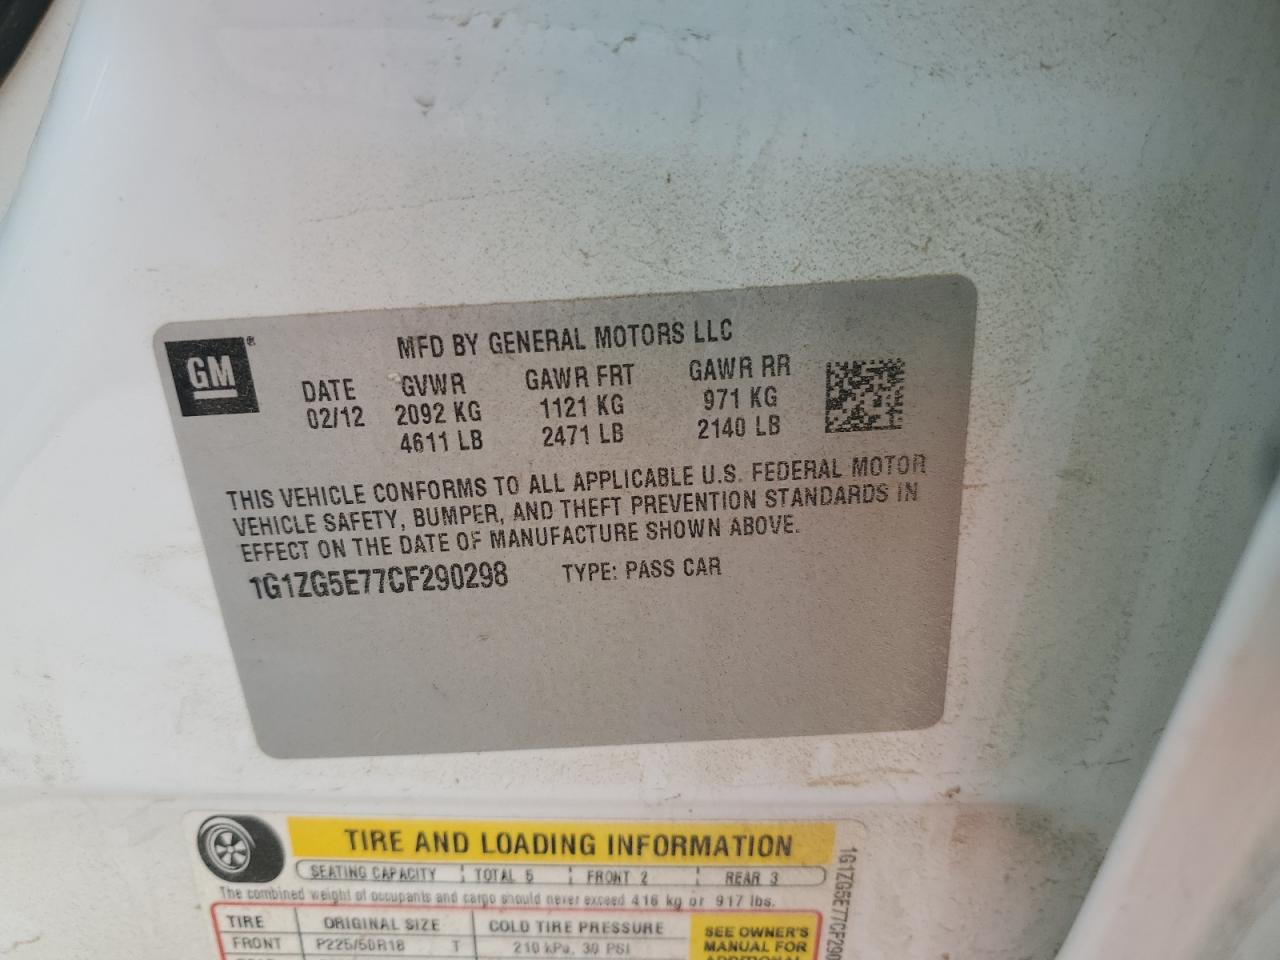 GM®
MFD BY GENERAL MOTORS LLC
DATE GVWR GAWR FRT GAWR RR
02/12 2092 KG 1121 KG 971 KG
4611 LB 2471 LB 2140 LB
THIS VEHICLE CONFORMS TO ALL APPLICABLE U.S. FEDERAL MOTOR
VEHICLE SAFETY, BUMPER, AND THEFT PREVENTION STANDARDS IN
EFFECT ON THE DATE OF MANUFACTURE SHOWN ABOVE.
1G1ZG5E77CF290298 TYPE: PASS CAR
TIRE AND LOADING INFORMATION
SEATING CAPACITY TOTAL 5 FRONT 2 REAR 3
The combined weight of occupants and cargo should never exceed 416 kg or 917 lbs.
TIRE ORIGINAL SIZE COLD TIRE PRESSURE
FRONT P225/50R18 T 210 kPa, 30 PSI
SEE OWNER'S
MANUAL FOR
ADDITIONAL
1G1ZG5E77CF290